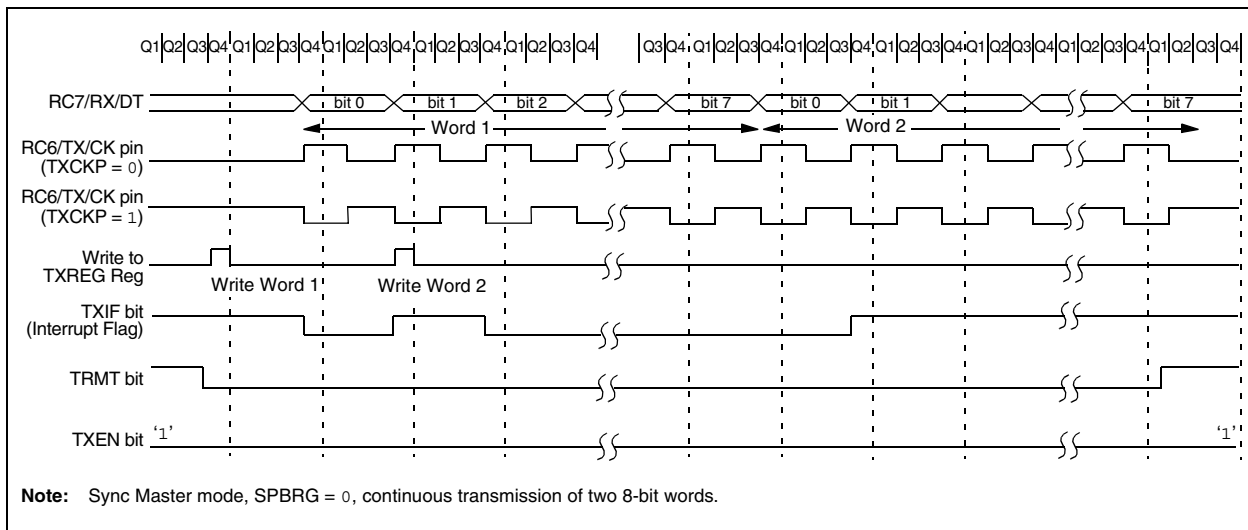 Q1 Q2 Q3 Q4 Q1 Q2 Q3 Q4 Q1 Q2 Q3 Q4 Q1 Q2 Q3 Q4 Q1 Q2 Q3 Q4 Q3 Q4 Q1 Q2 Q3 Q4 Q1 Q2 Q3 Q4 Q1 Q2 Q3 Q4 Q1 Q2 Q3 Q4 Q1 Q2 Q3 Q4 Q1 Q2 Q3 Q4
RC7/RX/DT bit 0 bit 1 bit 2 bit 7 bit 0 bit 1 bit 7
Word 1 Word 2
RC6/TX/CK pin
(TXCKP = 0)
RC6/TX/CK pin
(TXCKP = 1)
Write to
TXREG Reg
Write Word 1 Write Word 2
TXIF bit
(Interrupt Flag)
TRMT bit
TXEN bit ‘1’ ‘1’
Note: Sync Master mode, SPBRG = 0, continuous transmission of two 8-bit words.